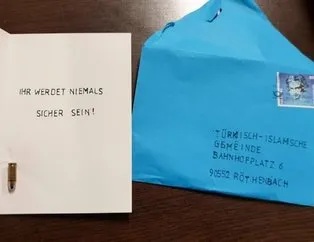 IHR WERDET NIEMALS
SICHER SEIN!
TÜRKISCH-ISLAMISCHE
GEMEINDE
BAHNHOFPLATZ 6
90552 RÖTHENBACH